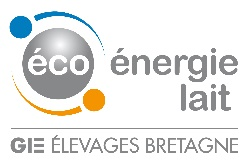 éco énergie
lait
GIE ÉLEVAGES BRETAGNE